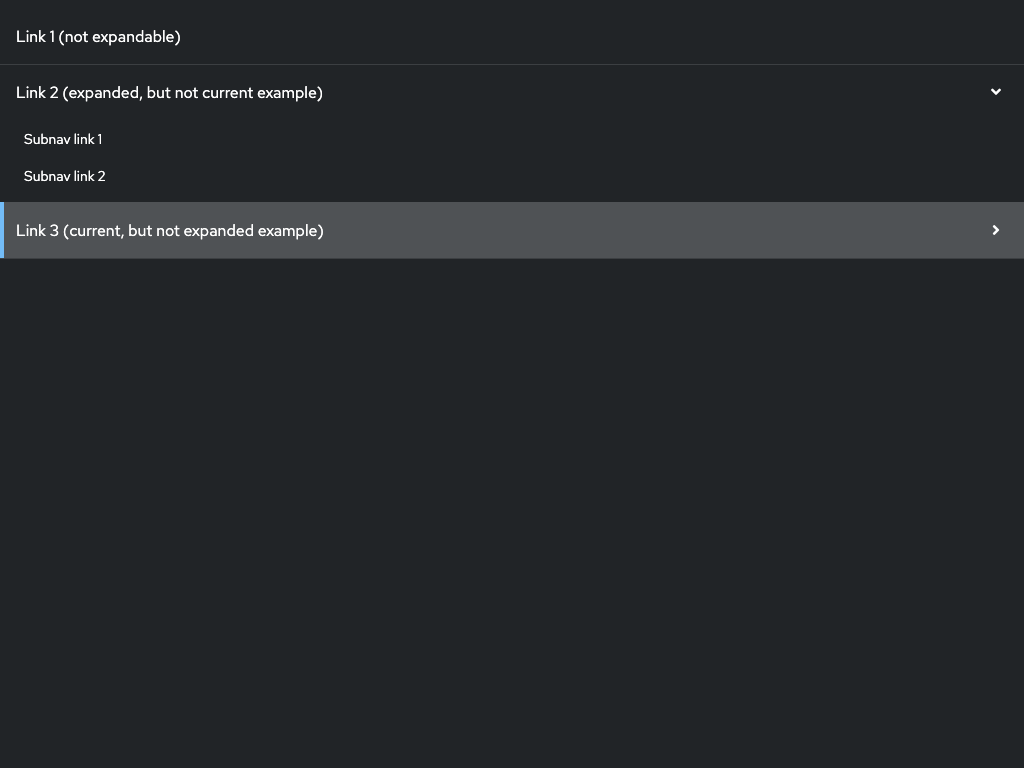 Link 1 (not expandable)
Link 2 (expanded, but not current example)
Subnav link 1
Subnav link 2
Link 3 (current, but not expanded example)